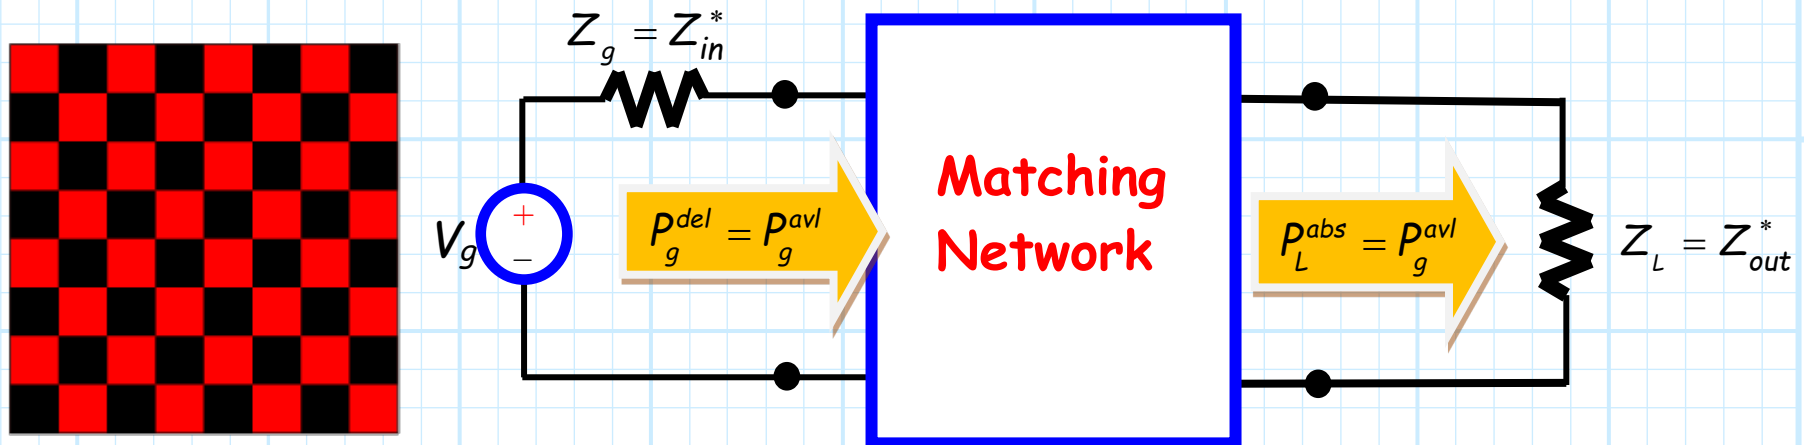 Z_g = Z_in^*
V_g
+
−
P_g^del = P_g^avl
Matching
Network
P_L^abs = P_g^avl
Z_L = Z_out^*